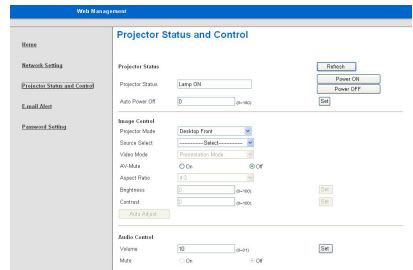 Web Management
Projector Status and Control
Home
Network Setting
Projector Status and Control
E-mail Alert
Password Setting
Projector Status
Refresh
Power ON
Projector Status Lamp ON
Power OFF
Auto Power Off 0 (0~180) Set
Image Control
Projector Mode Desktop Front
Source Select -------------Select-------------
Video Mode Presentation Mode
AV-Mute On Off
Aspect Ratio 4:3
Brightness 0 (0~100) Set
Contrast 0 (0~100) Set
Auto Adjust
Audio Control
Volume 10 (0~31) Set
Mute On Off